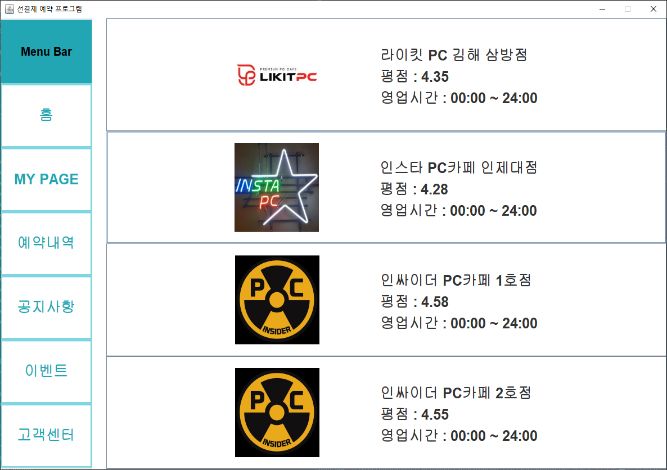 선결제 예약 프로그램
Menu Bar
홈
MY PAGE
예약내역
공지사항
이벤트
고객센터
PREMIUM PC CAFE
LIKITPC
라이킷 PC 김해 삼방점
평점 : 4.35
영업시간 : 00:00 ~ 24:00
INSTA
PC
인스타 PC카페 인제대점
평점 : 4.28
영업시간 : 00:00 ~ 24:00
P C
INSIDER
인싸이더 PC카페 1호점
평점 : 4.58
영업시간 : 00:00 ~ 24:00
P C
INSIDER
인싸이더 PC카페 2호점
평점 : 4.55
영업시간 : 00:00 ~ 24:00